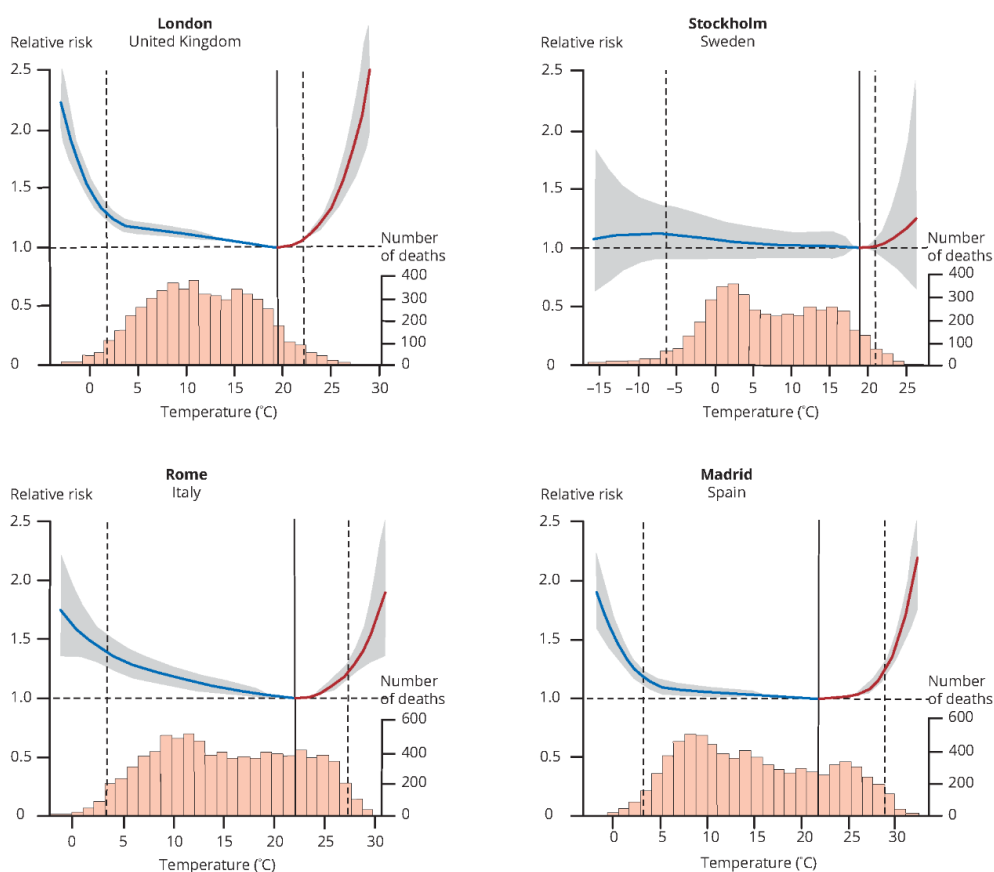 London
United Kingdom
Relative risk
2.5
2.0
1.5
1.0
0.5
0
Number
of deaths
400
300
200
100
0
0 5 10 15 20 25 30
Temperature (°C)
Stockholm
Sweden
Relative risk
2.5
2.0
1.5
1.0
0.5
0
Number
of deaths
400
300
200
100
0
–15 –10 –5 0 5 10 15 20 25
Temperature (°C)
Rome
Italy
Relative risk
2.5
2.0
1.5
1.0
0.5
0
Number
of deaths
600
400
200
0
0 5 10 15 20 25 30
Temperature (°C)
Madrid
Spain
Relative risk
2.5
2.0
1.5
1.0
0.5
0
Number
of deaths
600
400
200
0
0 5 10 15 20 25 30
Temperature (°C)